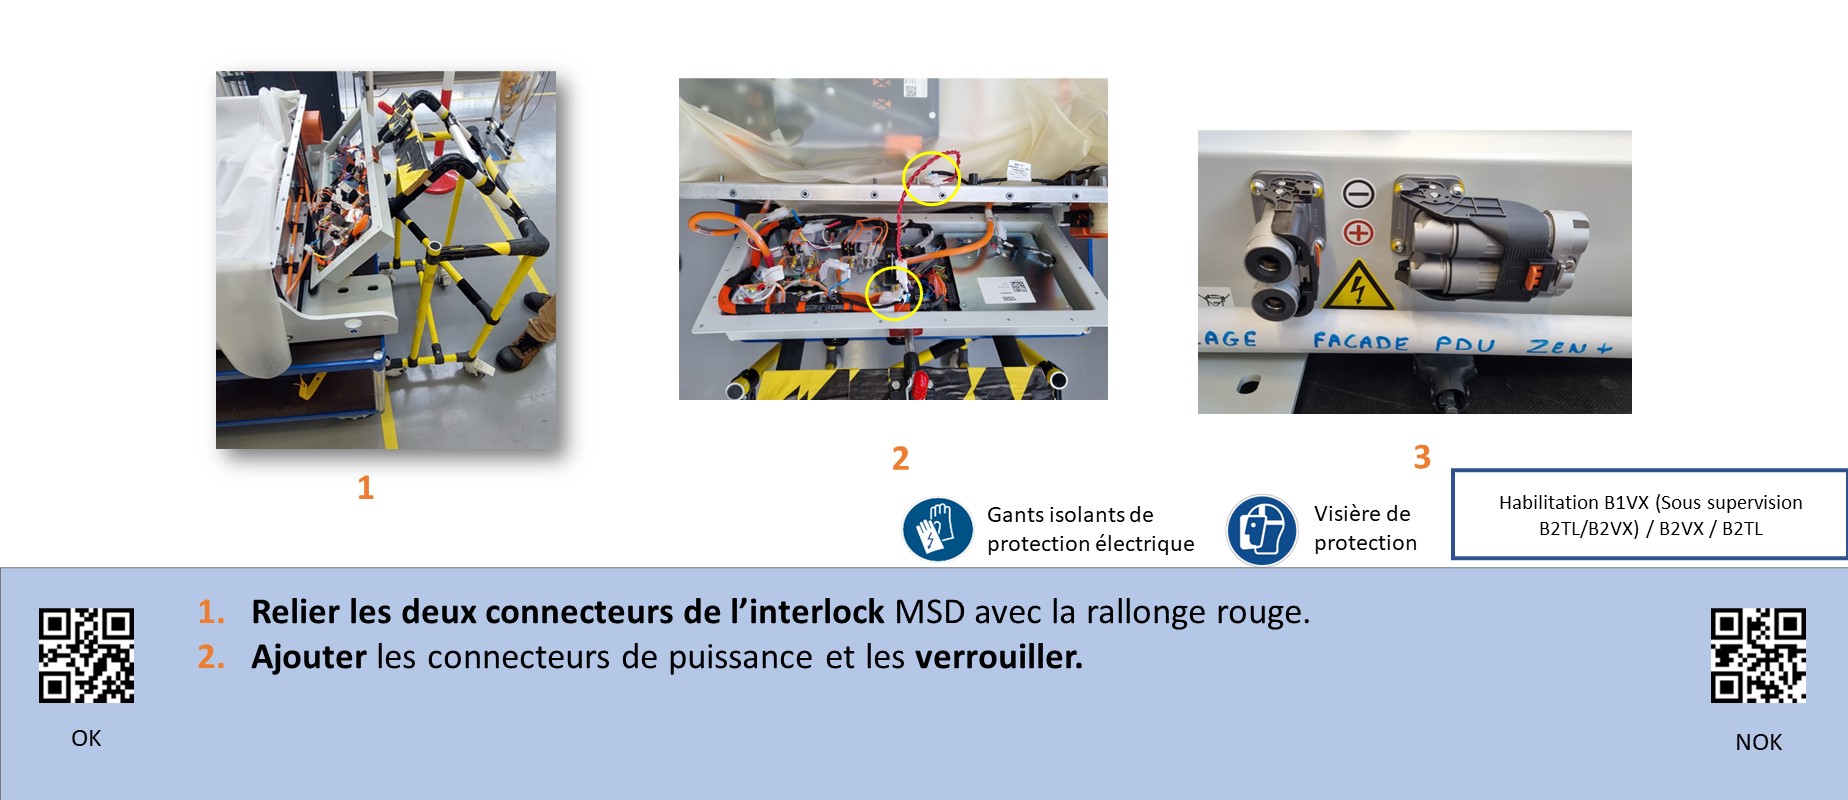 AGE FACADE PDU ZEN+
1
2
3
Gants isolants de
protection électrique
Visière de
protection
Habilitation B1VX (Sous supervision
B2TL/B2VX) / B2VX / B2TL
1. Relier les deux connecteurs de l’interlock MSD avec la rallonge rouge.
2. Ajouter les connecteurs de puissance et les verrouiller.
OK
NOK